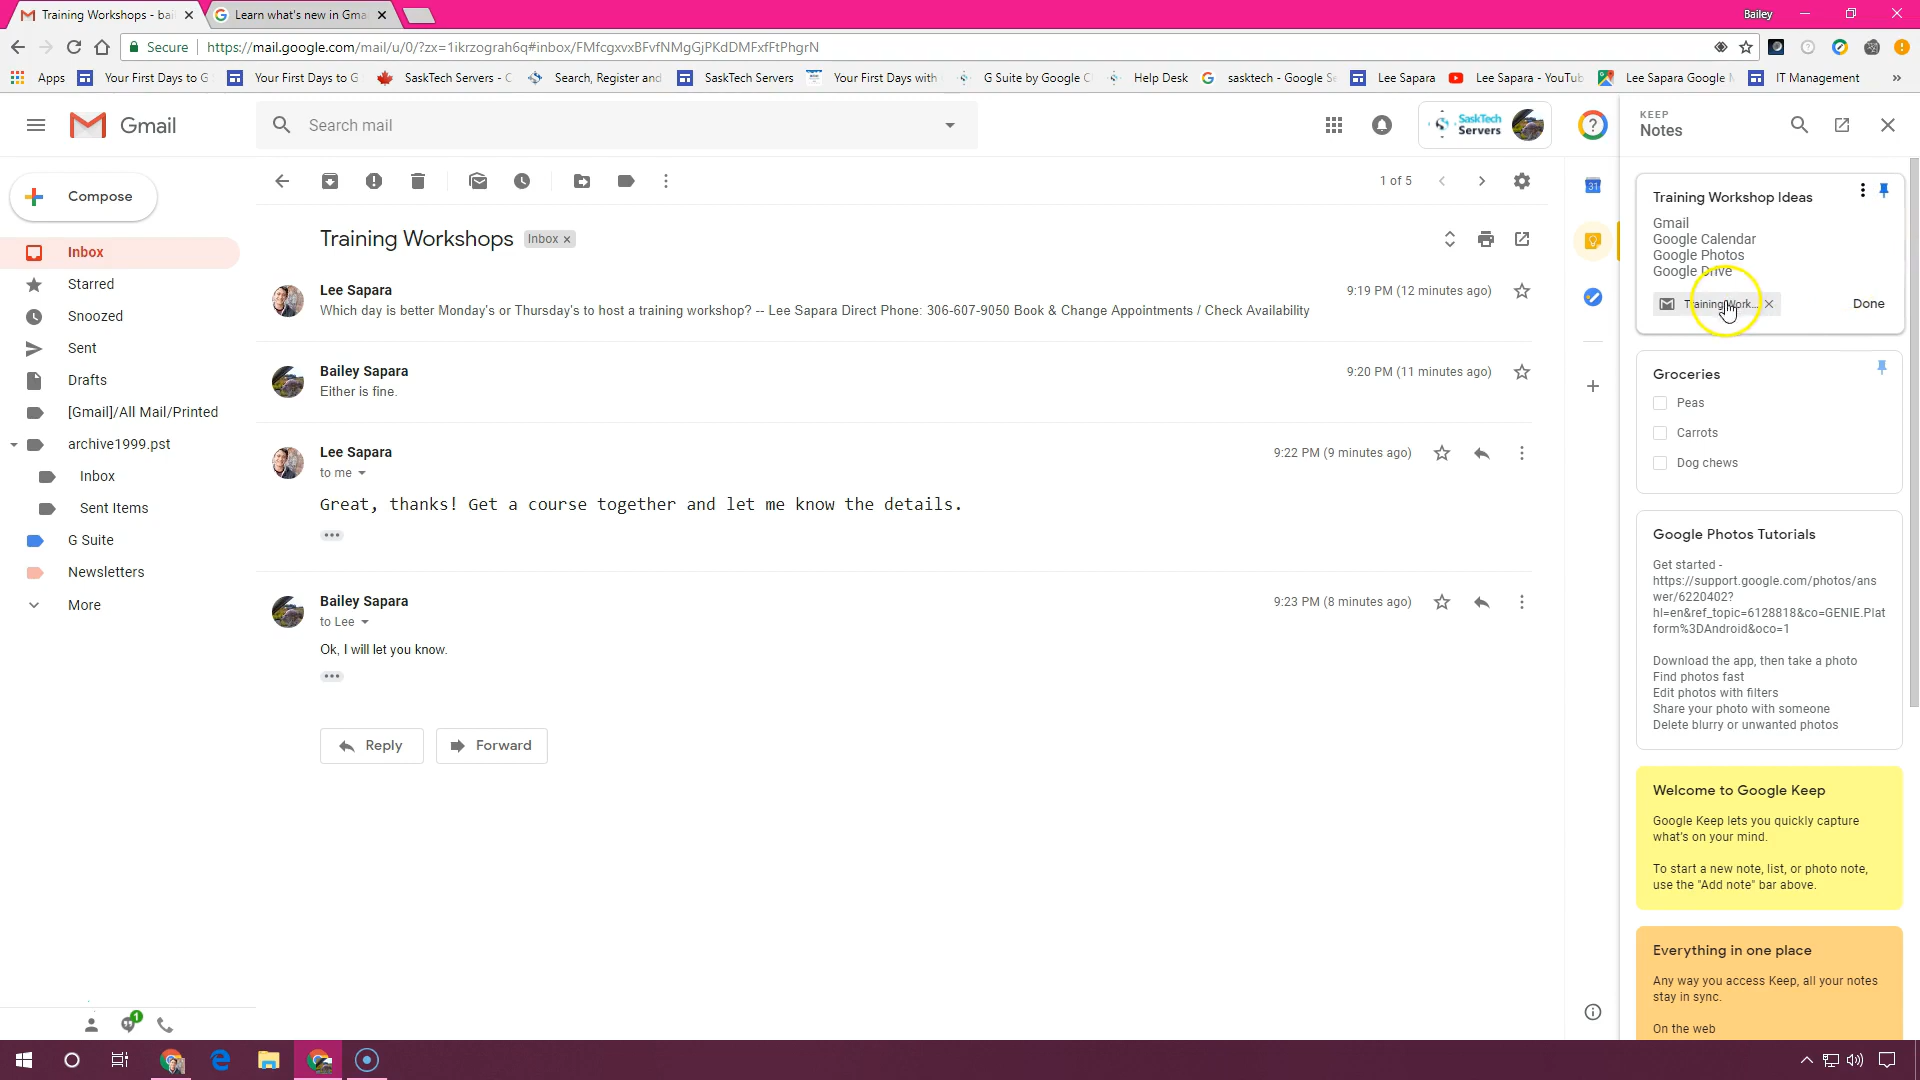 Training Workshops - bai
Learn what's new in Gma
Bailey
Secure
https://mail.google.com/mail/u/0/?zx=1ikrzograh6q#inbox/FMfcgxvxBFvfNMgGjPKdDMFxfFtPhgrN
Apps
Your First Days to G
Your First Days to G
SaskTech Servers - C
Search, Register and
SaskTech Servers
Your First Days with
G Suite by Google Cl
Help Desk
sasktech - Google Se
Lee Sapara
Lee Sapara - YouTub
Lee Sapara Google
IT Management
Gmail
Search mail
SaskTech
Servers
KEEP
Notes
Compose
1 of 5
31
Inbox
Starred
Snoozed
Sent
Drafts
[Gmail]/All Mail/Printed
archive1999.pst
Inbox
Sent Items
G Suite
Newsletters
More
1
Training Workshops
Inbox ×
Lee Sapara
9:19 PM (12 minutes ago)
Which day is better Monday's or Thursday's to host a training workshop? -- Lee Sapara Direct Phone: 306-607-9050 Book & Change Appointments / Check Availability
Bailey Sapara
9:20 PM (11 minutes ago)
Either is fine.
Lee Sapara
9:22 PM (9 minutes ago)
to me
Great, thanks! Get a course together and let me know the details.
Bailey Sapara
9:23 PM (8 minutes ago)
to Lee
Ok, I will let you know.
Reply
Forward
Training Workshop Ideas
Gmail
Google Calendar
Google Photos
Google Drive
Training Work...
Done
Groceries
Peas
Carrots
Dog chews
Google Photos Tutorials
Get started -
https://support.google.com/photos/ans
wer/6220402?
hl=en&ref_topic=6128818&co=GENIE.Plat
form%3DAndroid&oco=1
Download the app, then take a photo
Find photos fast
Edit photos with filters
Share your photo with someone
Delete blurry or unwanted photos
Welcome to Google Keep
Google Keep lets you quickly capture
what's on your mind.
To start a new note, list, or photo note,
use the "Add note" bar above.
Everything in one place
Any way you access Keep, all your notes
stay in sync.
On the web